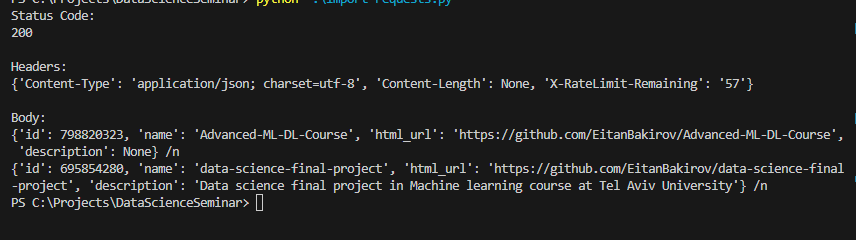 PS C:\Projects\DataScienceSeminar> python .\import requests.py
Status Code:
200
Headers:
{'Content-Type': 'application/json; charset=utf-8', 'Content-Length': None, 'X-RateLimit-Remaining': '57'}
Body:
{'id': 798820323, 'name': 'Advanced-ML-DL-Course', 'html_url': 'https://github.com/EitanBakirov/Advanced-ML-DL-Course',
'description': None} /n
{'id': 695854280, 'name': 'data-science-final-project', 'html_url': 'https://github.com/EitanBakirov/data-science-final
-project', 'description': 'Data science final project in Machine learning course at Tel Aviv University'} /n
PS C:\Projects\DataScienceSeminar>